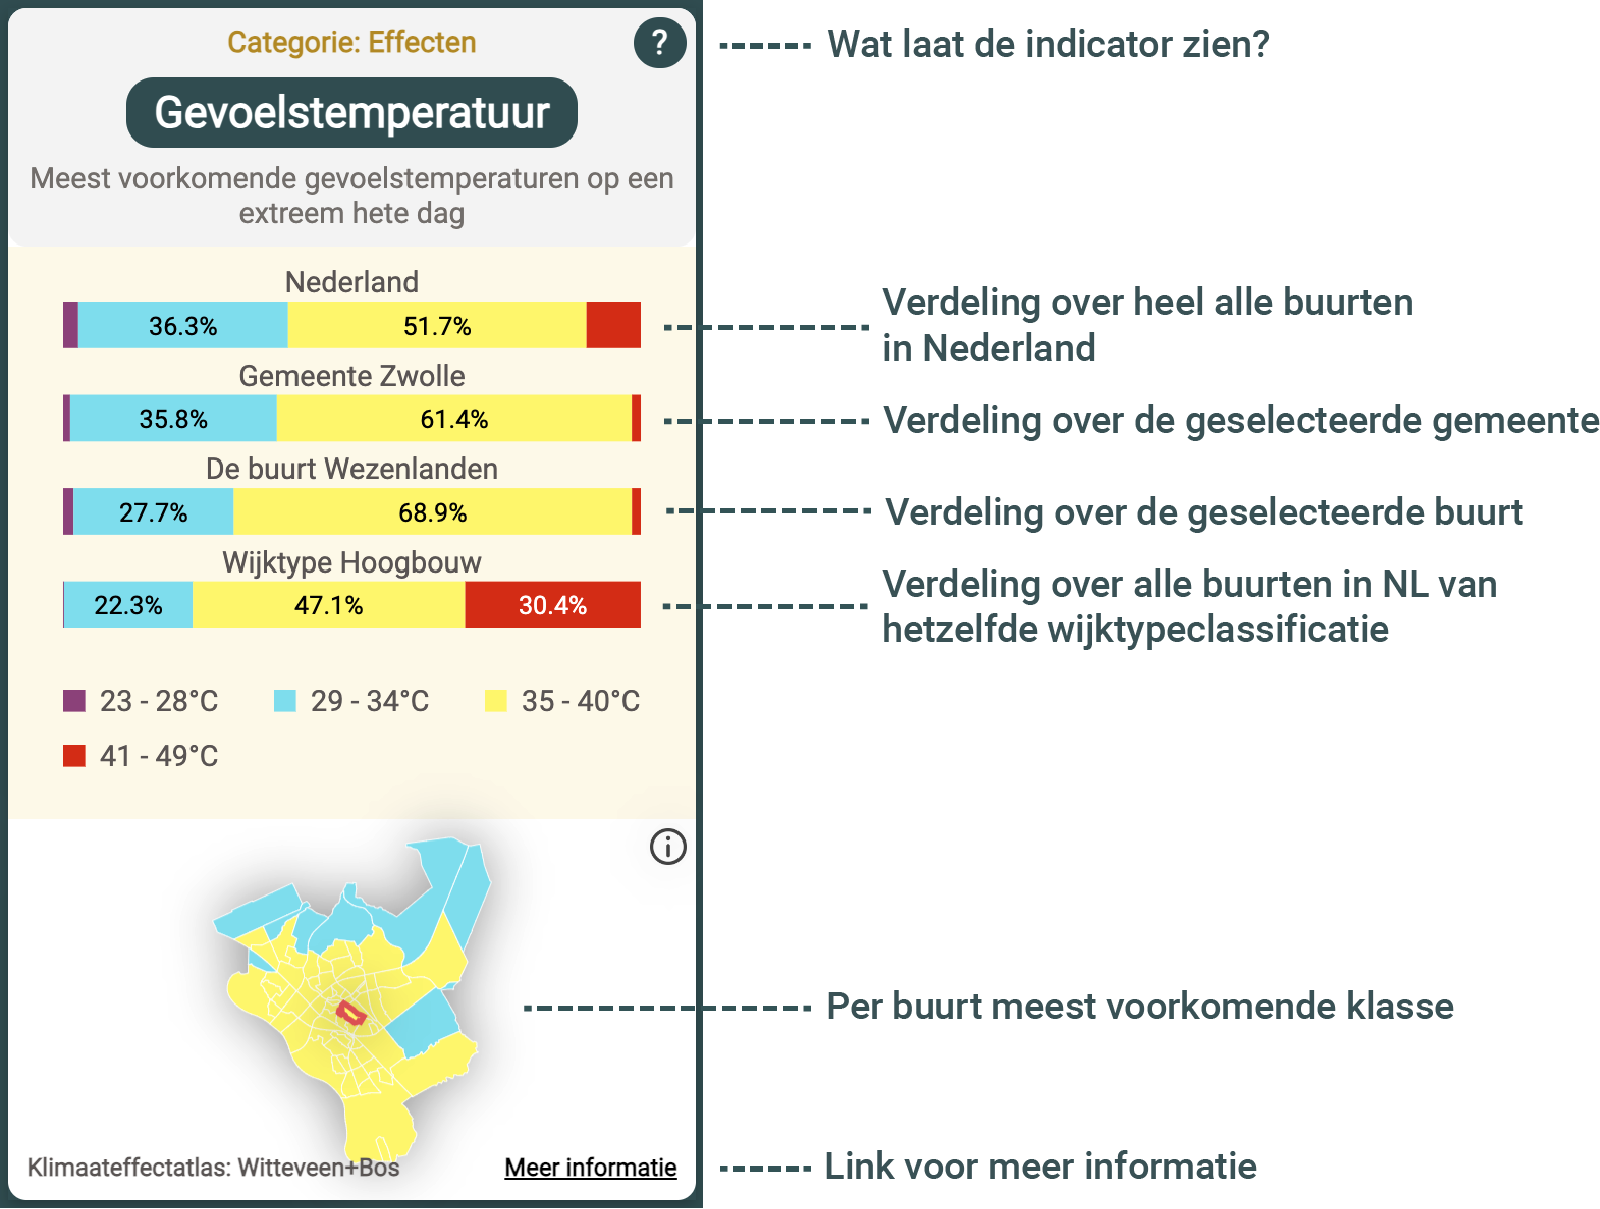 Categorie: Effecten
?
Wat laat de indicator zien?
Gevoelstemperatuur
Meest voorkomende gevoelstemperaturen op een
extreem hete dag
Nederland
36.3% 51.7%
Verdeling over heel alle buurten
in Nederland
Gemeente Zwolle
35.8% 61.4%
Verdeling over de geselecteerde gemeente
De buurt Wezenlanden
27.7% 68.9%
Verdeling over de geselecteerde buurt
Wijktype Hoogbouw
22.3% 47.1% 30.4%
Verdeling over alle buurten in NL van
hetzelfde wijktypeclassificatie
23 - 28°C 29 - 34°C 35 - 40°C
41 - 49°C
Per buurt meest voorkomende klasse
Klimaateffectatlas: Witteveen+Bos
Meer informatie
Link voor meer informatie